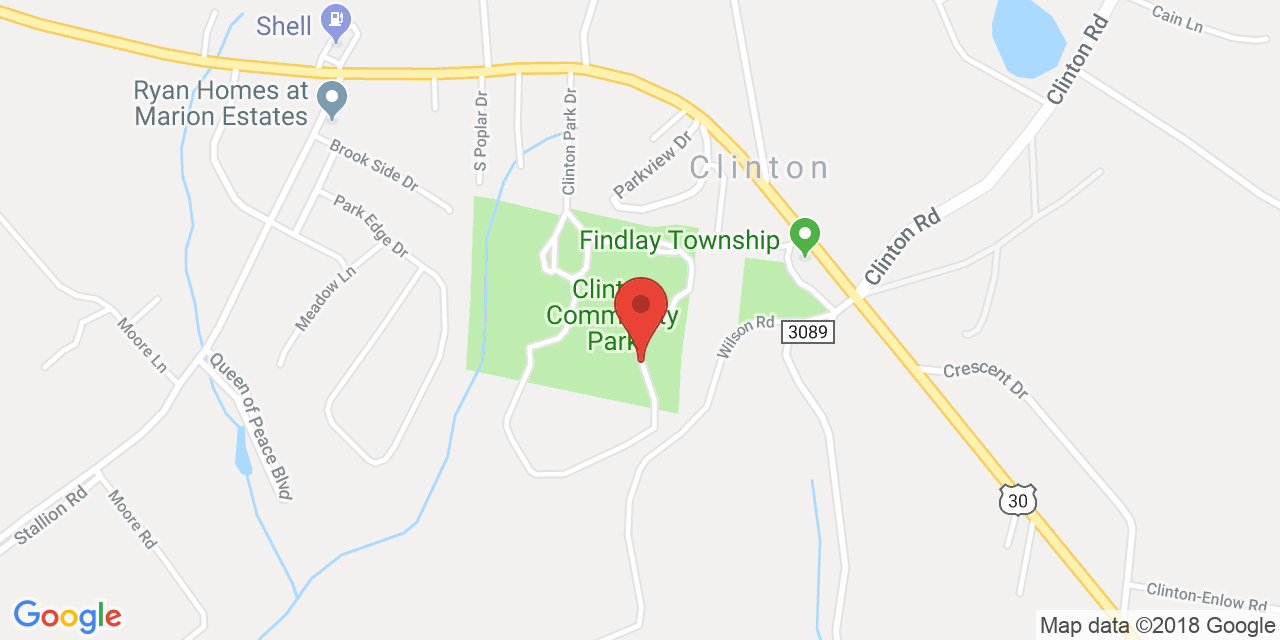 Cain Ln
Shell
Clinton Rd
Ryan Homes at
Marion Estates
S Poplar Dr
Clinton Park Dr
Parkview Dr
Clinton
Brook Side Dr
Park Edge Dr
Findlay Township
Clinton Rd
Meadow Ln
Clinton
Community
Park
Moore Ln
Wilson Rd
3089
Queen of Peace Blvd
Crescent Dr
Stallion Rd
Moore Rd
30
Clinton-Enlow Rd
Google
Map data ©2018 Google